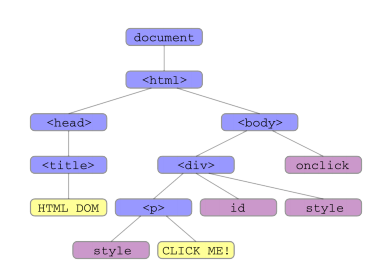 document
<html>
<head>
<body>
<title>
<div>
onclick
HTML DOM
<p>
id
style
style
CLICK ME!